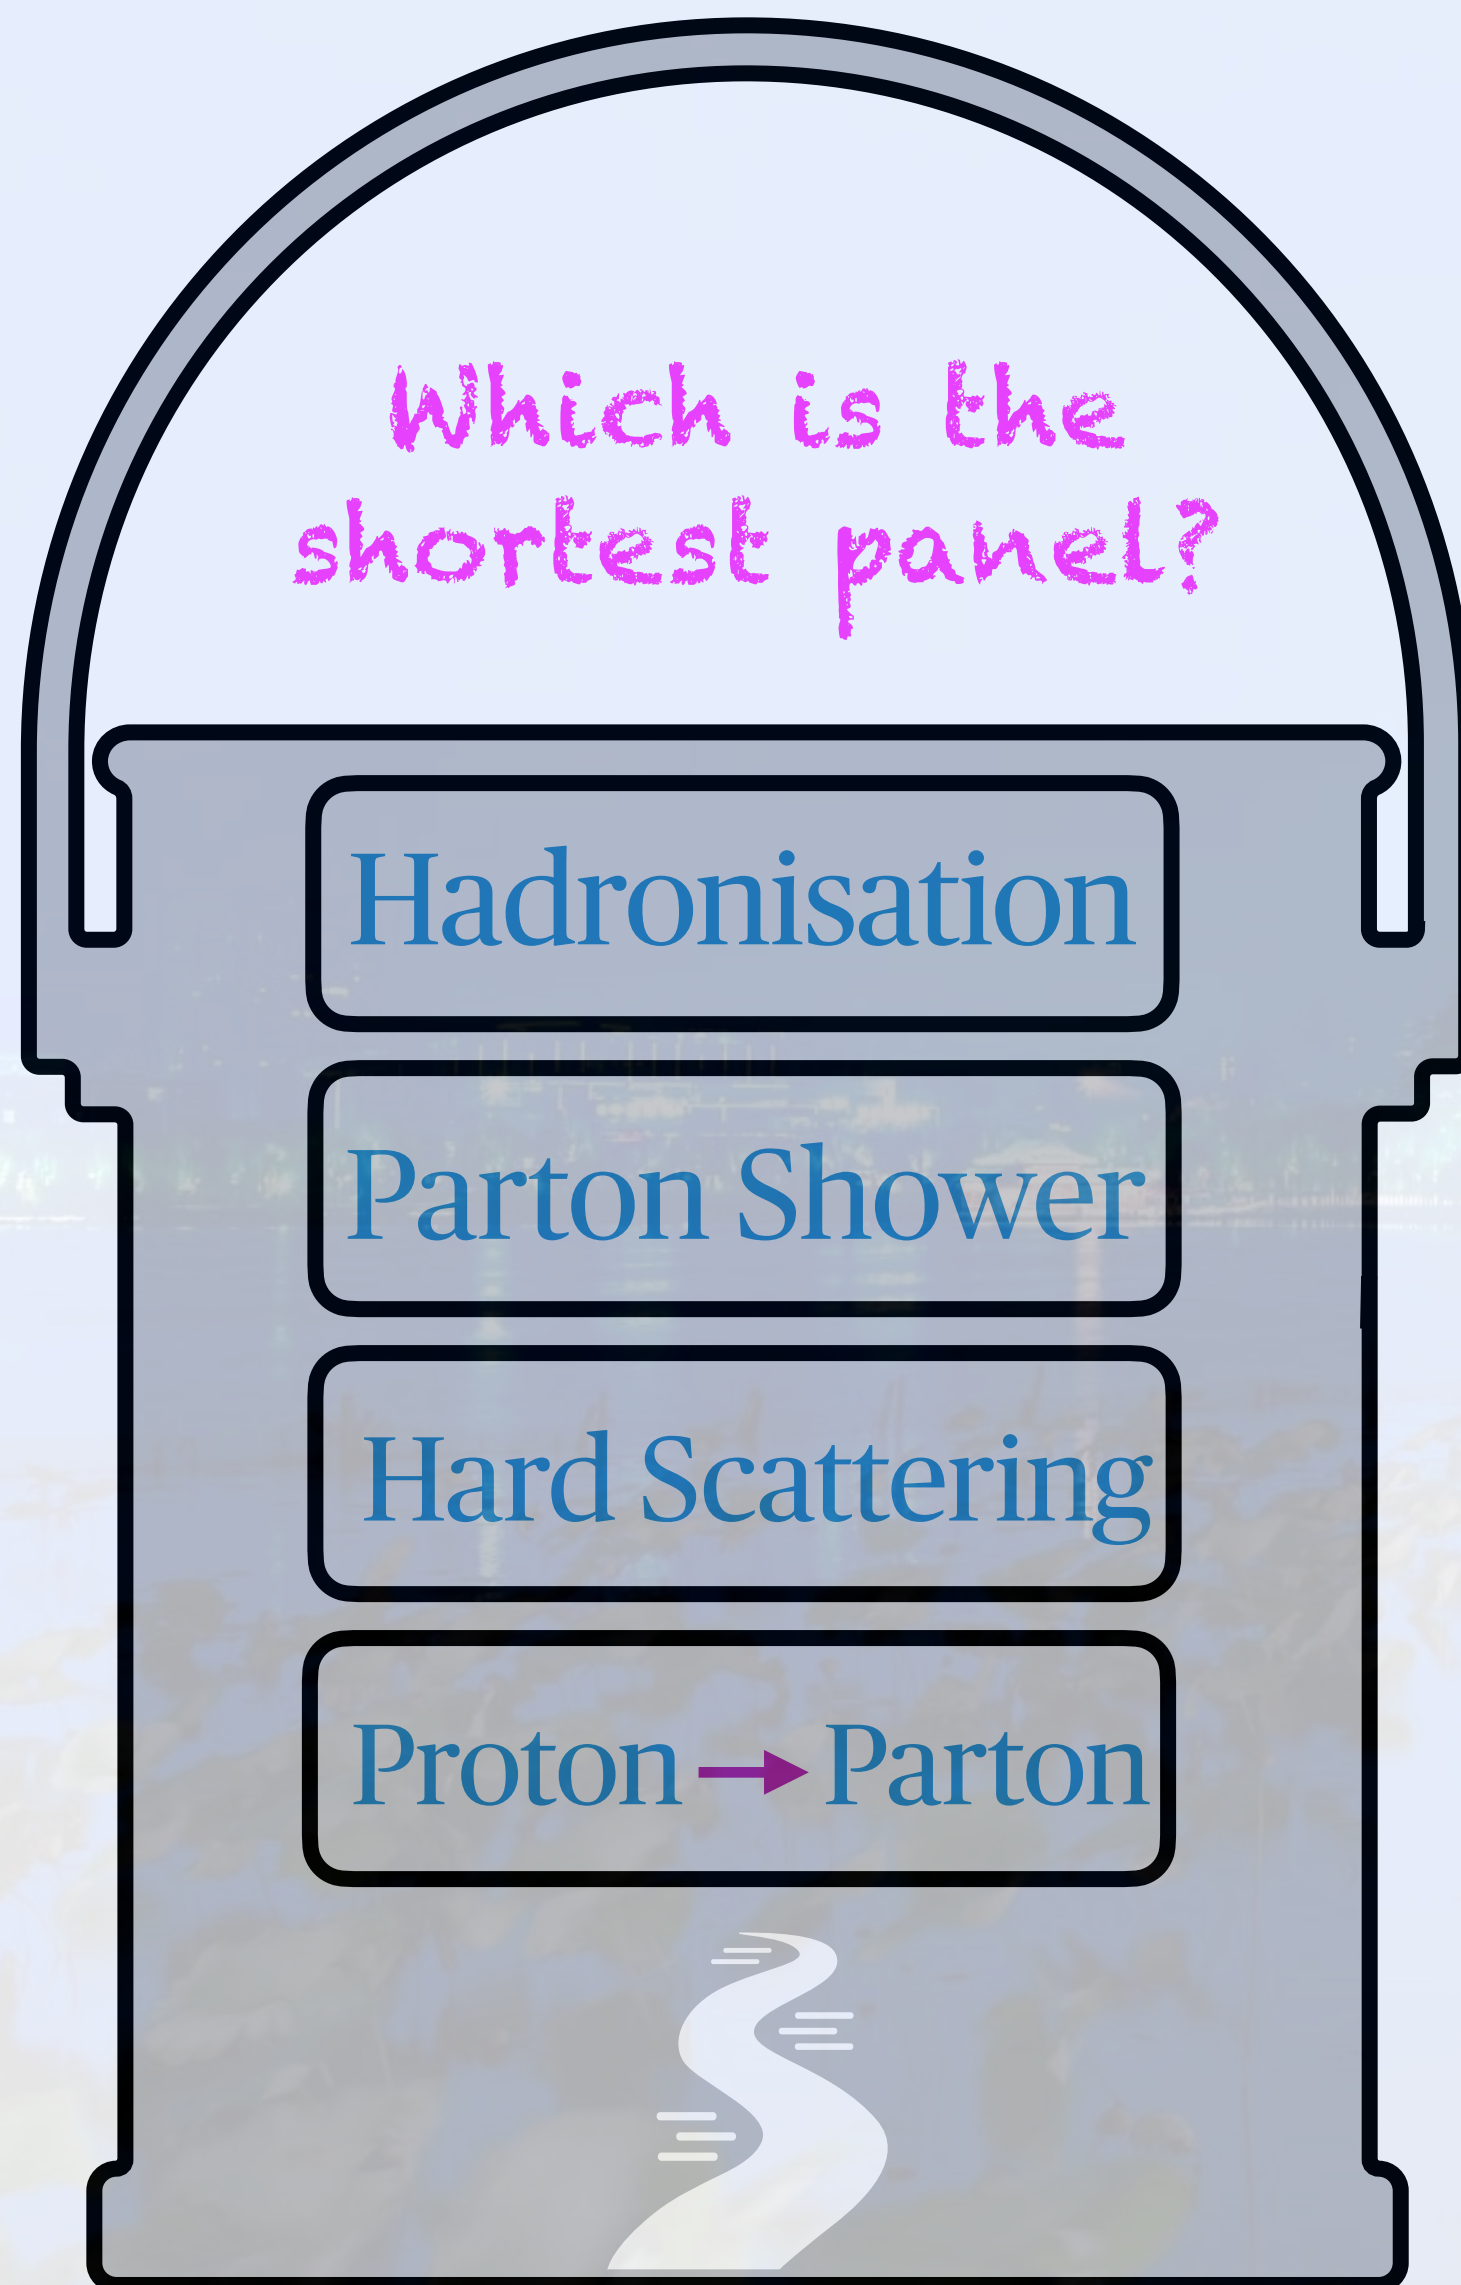 Which is the
shortest panel?
Hadronisation
Parton Shower
Hard Scattering
Proton → Parton